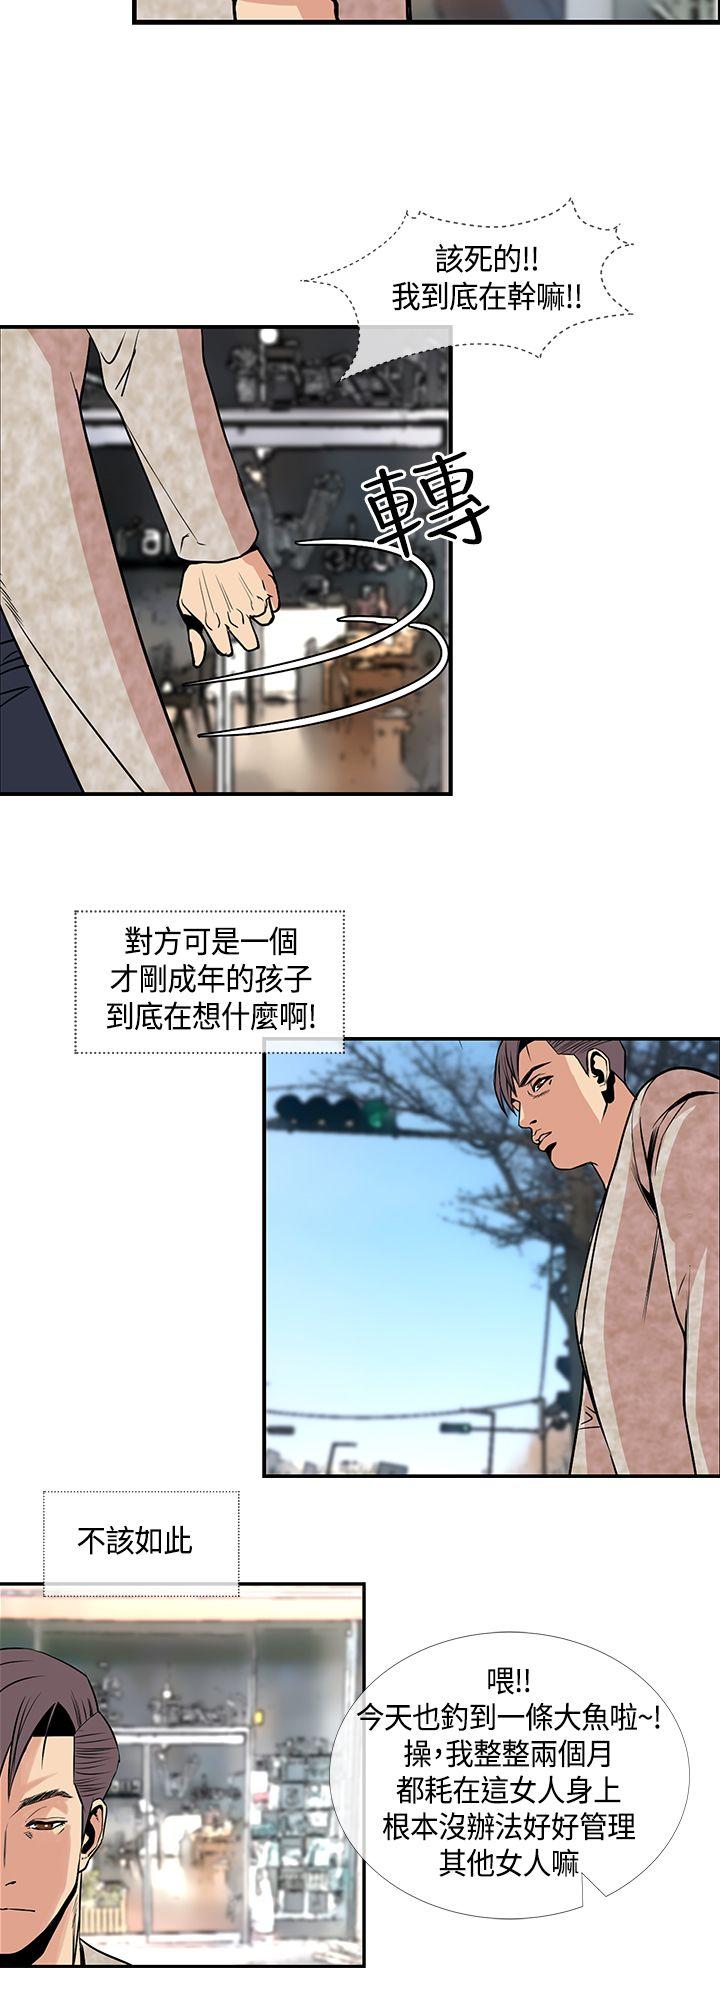 該死的!!
我到底在幹嘛!!
轉
對方可是一個
才剛成年的孩子
到底在想什麼啊!
不該如此
喂!!
今天也釣到一條大魚啦~!
操，我整整兩個月
都耗在這女人身上
根本沒辦法好好管理
其他女人嘛